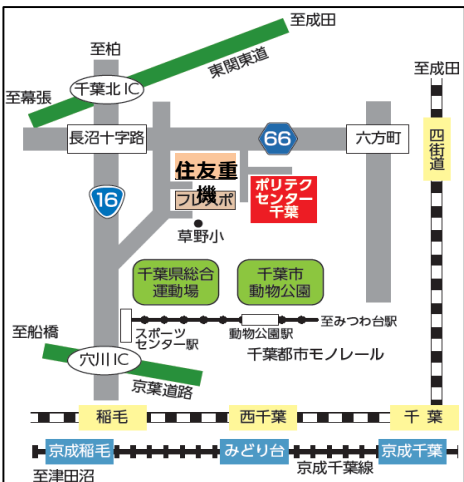 至成田
至柏
東関東道
至成田
千葉北IC
至幕張
長沼十字路
66
六方町
四街道
住友重
機
フレスポ
ポリテク
センター
千葉
16
草野小
千葉県総合
運動場
千葉市
動物公園
至みつわ台駅
スポーツ
センター駅
動物公園駅
至船橋
千葉都市モノレール
穴川IC
京葉道路
稲毛
西千葉
千葉
京成稲毛
みどり台
京成千葉
京成千葉線
至津田沼